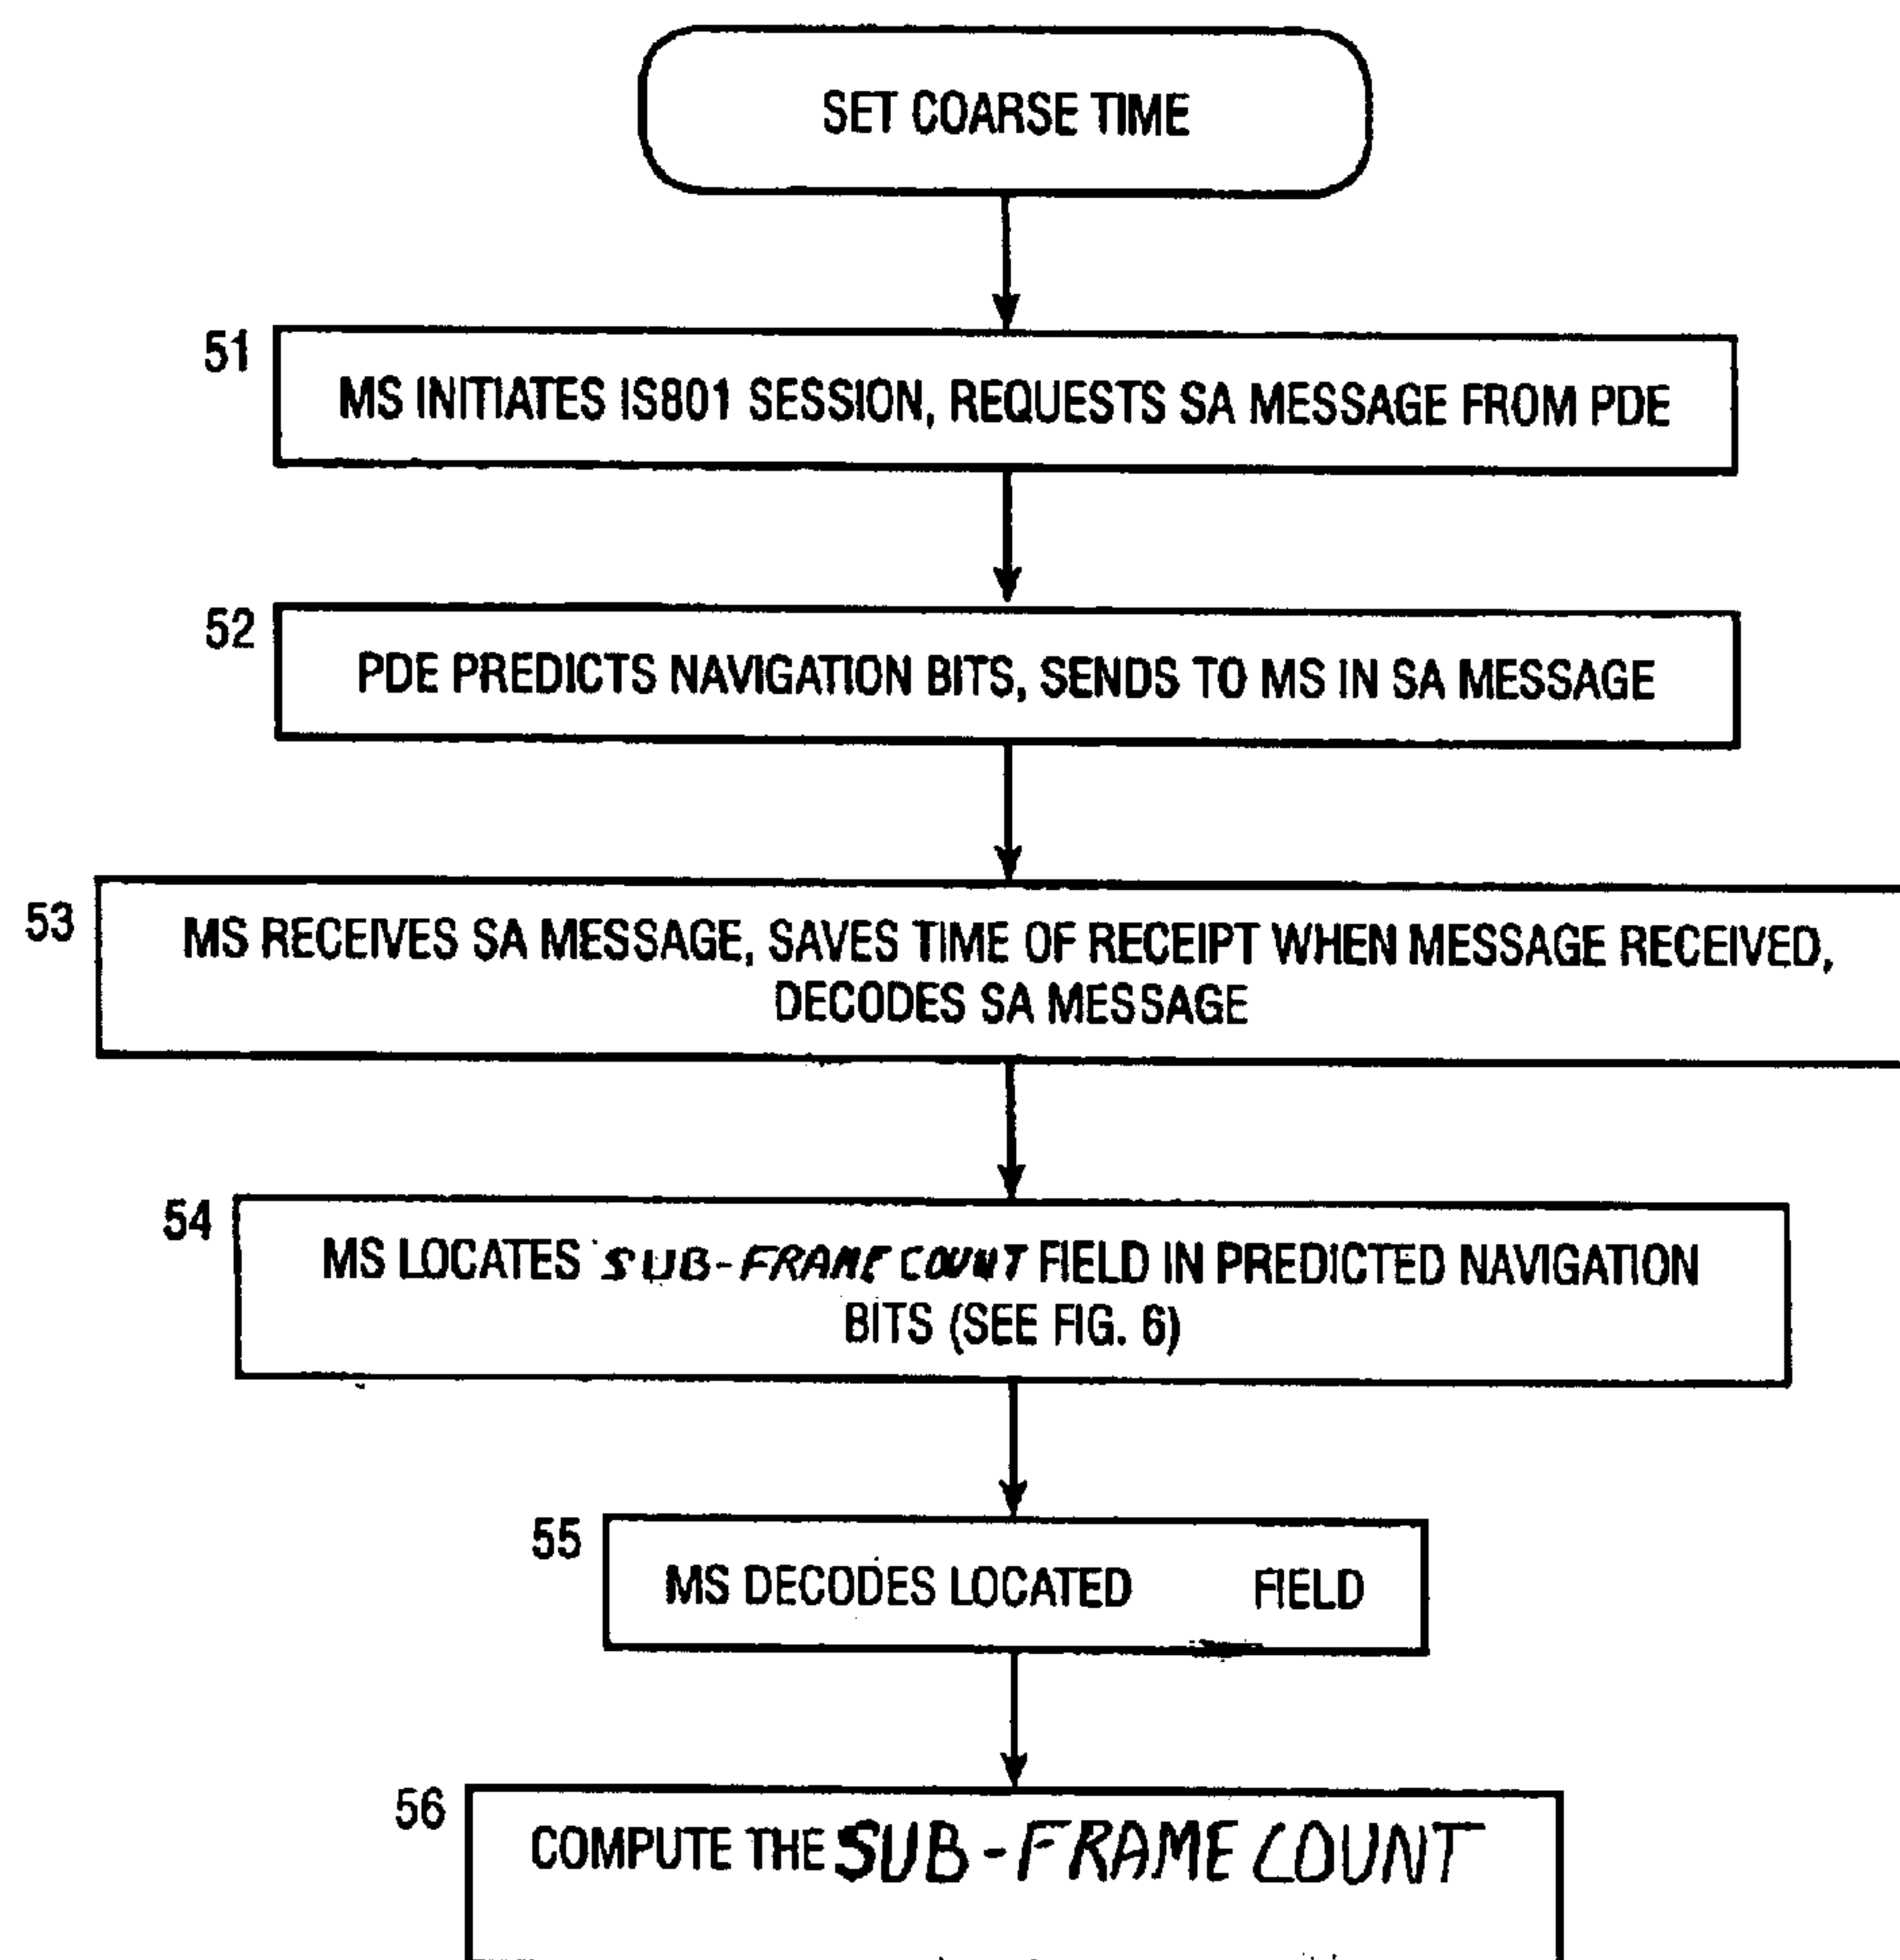 SET COARSE TIME
51
MS INITIATES IS801 SESSION, REQUESTS SA MESSAGE FROM PDE
52
PDE PREDICTS NAVIGATION BITS, SENDS TO MS IN SA MESSAGE
53
MS RECEIVES SA MESSAGE, SAVES TIME OF RECEIPT WHEN MESSAGE RECEIVED,
DECODES SA MESSAGE
54
MS LOCATES SUB-FRAME COUNT FIELD IN PREDICTED NAVIGATION
BITS (SEE FIG. 6)
55
MS DECODES LOCATED FIELD
56
COMPUTE THE SUB-FRAME COUNT